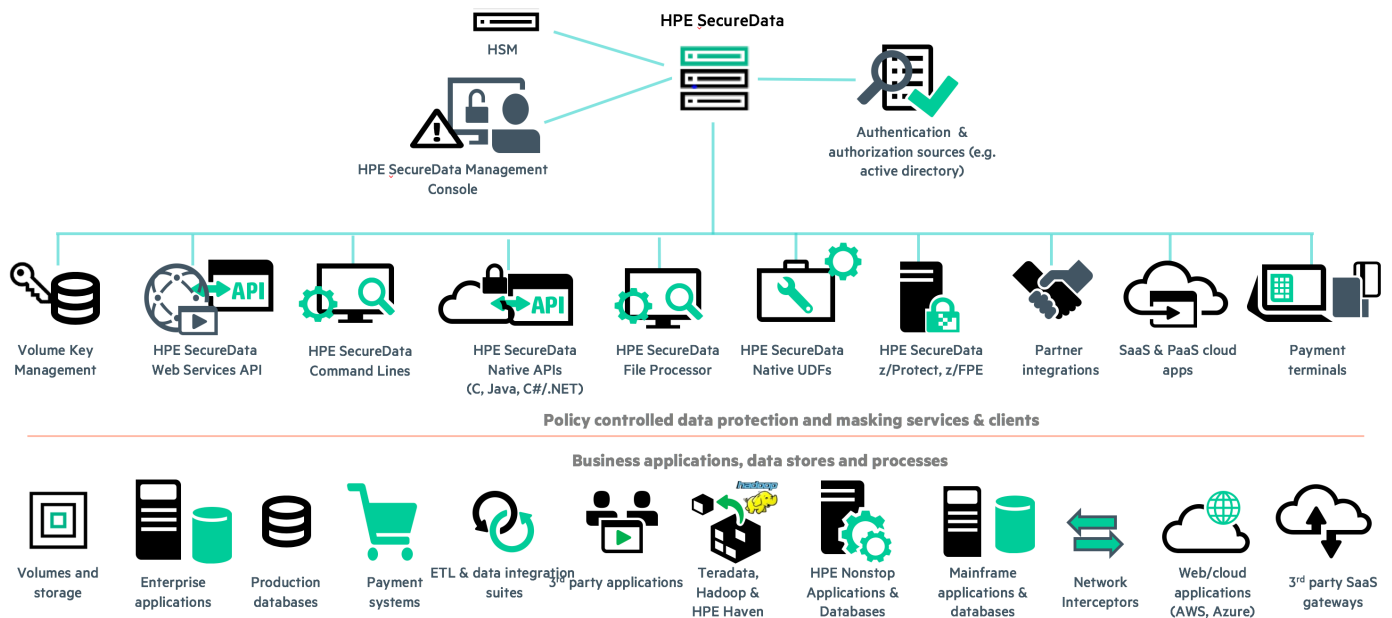 HPE SecureData
HSM
Authentication &
authorization sources (e.g.
active directory)
HPE SecureData Management
Console
API
API
Volume Key
Management
HPE SecureData
Web Services API
HPE SecureData
Command Lines
HPE SecureData
Native APIs
(C, Java, C#/.NET)
HPE SecureData
File Processor
HPE SecureData
Native UDFs
HPE SecureData
z/Protect, z/FPE
Partner
integrations
SaaS & PaaS cloud
apps
Payment
terminals
Policy controlled data protection and masking services & clients
Business applications, data stores and processes
hadoop
Volumes and
storage
Enterprise
applications
Production
databases
Payment
systems
ETL & data integration
suites
3rd party applications
Teradata,
Hadoop &
HPE Haven
HPE Nonstop
Applications &
Databases
Mainframe
applications &
databases
Network
Interceptors
Web/cloud
applications
(AWS, Azure)
3rd party SaaS
gateways